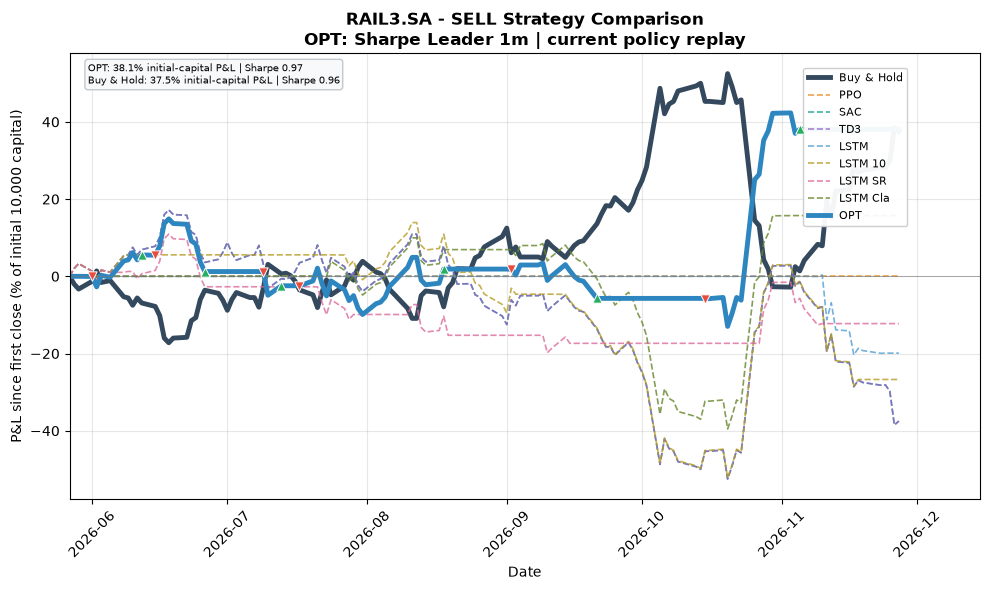 RAIL3.SA - SELL Strategy Comparison
OPT: Sharpe Leader 1m | current policy replay
OPT: 38.1% initial-capital P&L | Sharpe 0.97
Buy & Hold: 37.5% initial-capital P&L | Sharpe 0.96
Buy & Hold
PPO
SAC
TD3
LSTM
LSTM 10
LSTM SR
LSTM Cla
OPT
P&L since first close (% of initial 10,000 capital)
40
20
0
−20
−40
2026-06
2026-07
2026-08
2026-09
2026-10
2026-11
2026-12
Date